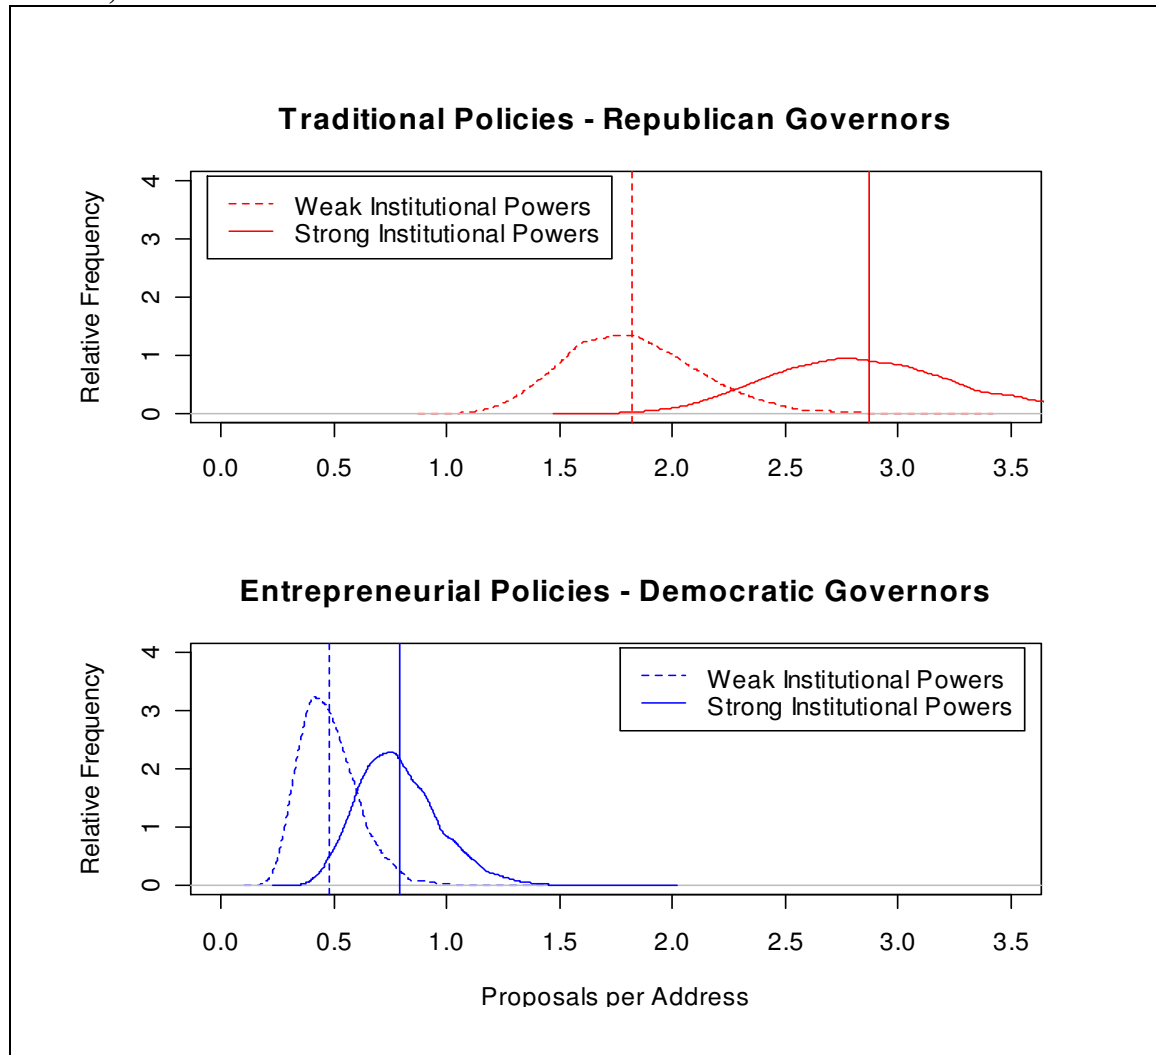 Traditional Policies - Republican Governors
Weak Institutional Powers
Strong Institutional Powers
Relative Frequency
4
3
2
1
0
0.0 0.5 1.0 1.5 2.0 2.5 3.0 3.5
Entrepreneurial Policies - Democratic Governors
Weak Institutional Powers
Strong Institutional Powers
Relative Frequency
4
3
2
1
0
0.0 0.5 1.0 1.5 2.0 2.5 3.0 3.5
Proposals per Address